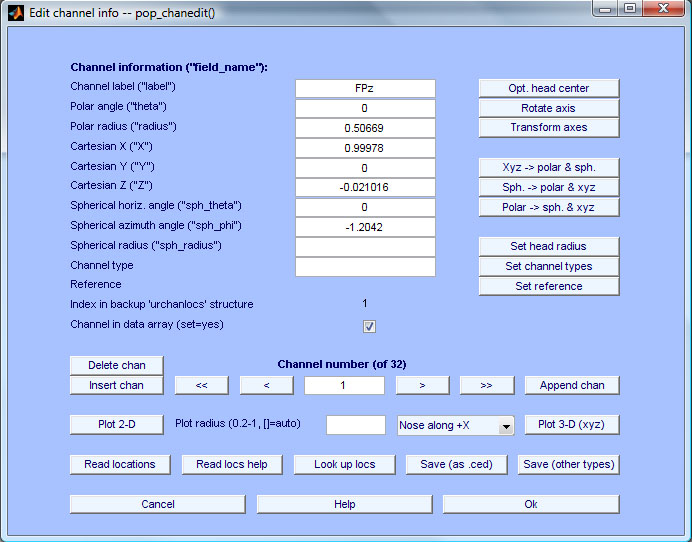 Edit channel info -- pop_chanedit()
Channel information ("field_name"):
Channel label ("label") FPz Opt. head center
Polar angle ("theta") 0 Rotate axis
Polar radius ("radius") 0.50669 Transform axes
Cartesian X ("X") 0.99978
Cartesian Y ("Y") 0 Xyz -> polar & sph.
Cartesian Z ("Z") -0.021016 Sph. -> polar & xyz
Spherical horiz. angle ("sph_theta") 0 Polar -> sph. & xyz
Spherical azimuth angle ("sph_phi") -1.2042
Spherical radius ("sph_radius") Set head radius
Channel type Set channel types
Reference Set reference
Index in backup 'urchanlocs' structure 1
Channel in data array (set=yes)
Delete chan Channel number (of 32)
Insert chan << < 1 > >> Append chan
Plot 2-D Plot radius (0.2-1, []=auto) Nose along +X Plot 3-D (xyz)
Read locations Read locs help Look up locs Save (as .ced) Save (other types)
Cancel Help Ok